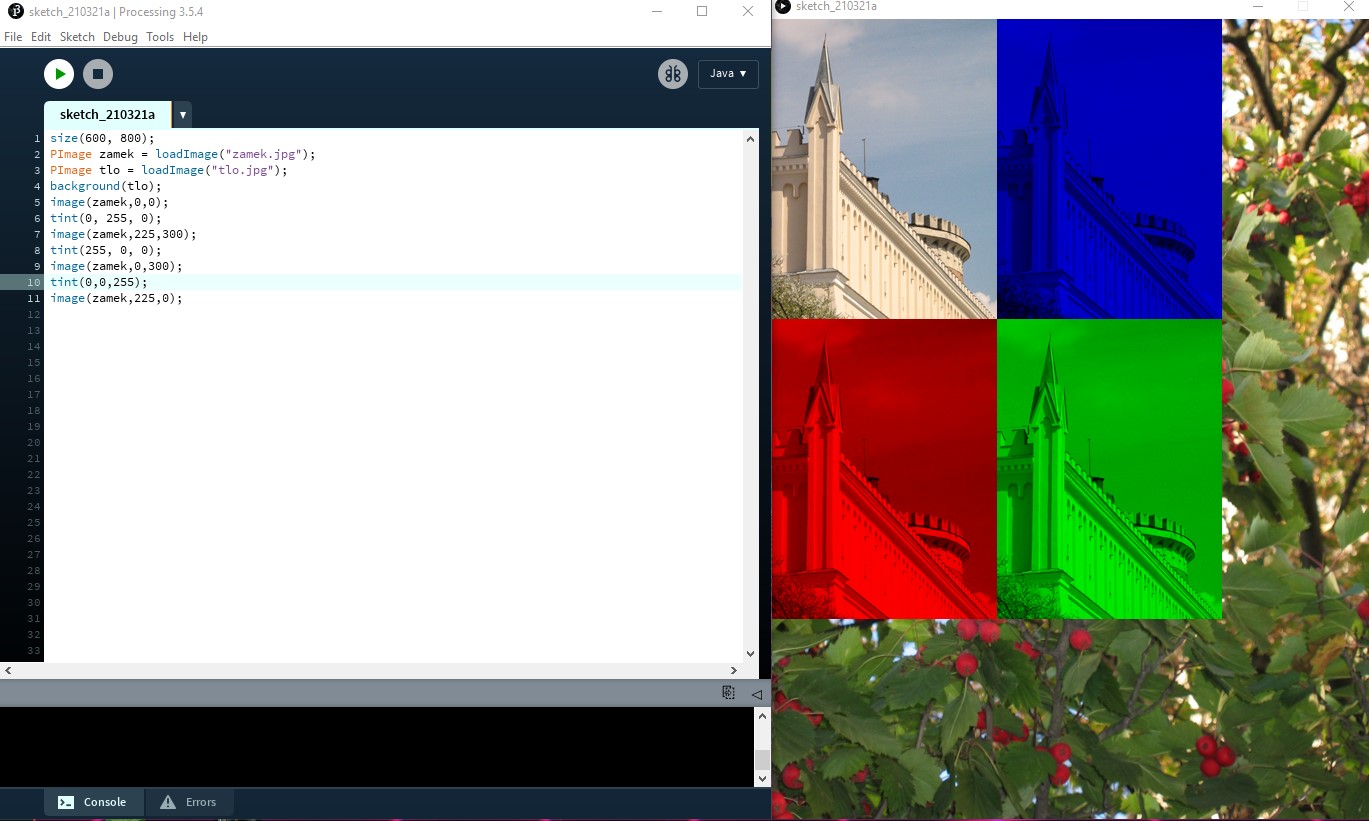 sketch_210321a | Processing 3.5.4
File Edit Sketch Debug Tools Help
Java ▾
sketch_210321a ▾
1 size(600, 800);
2 PImage zamek = loadImage("zamek.jpg");
3 PImage tlo = loadImage("tlo.jpg");
4 background(tlo);
5 image(zamek,0,0);
6 tint(0, 255, 0);
7 image(zamek,225,300);
8 tint(255, 0, 0);
9 image(zamek,0,300);
10 tint(0,0,255);
11 image(zamek,225,0);
12
13
14
15
16
17
18
19
20
21
22
23
24
25
26
27
28
29
30
31
32
33
Console Errors
sketch_210321a